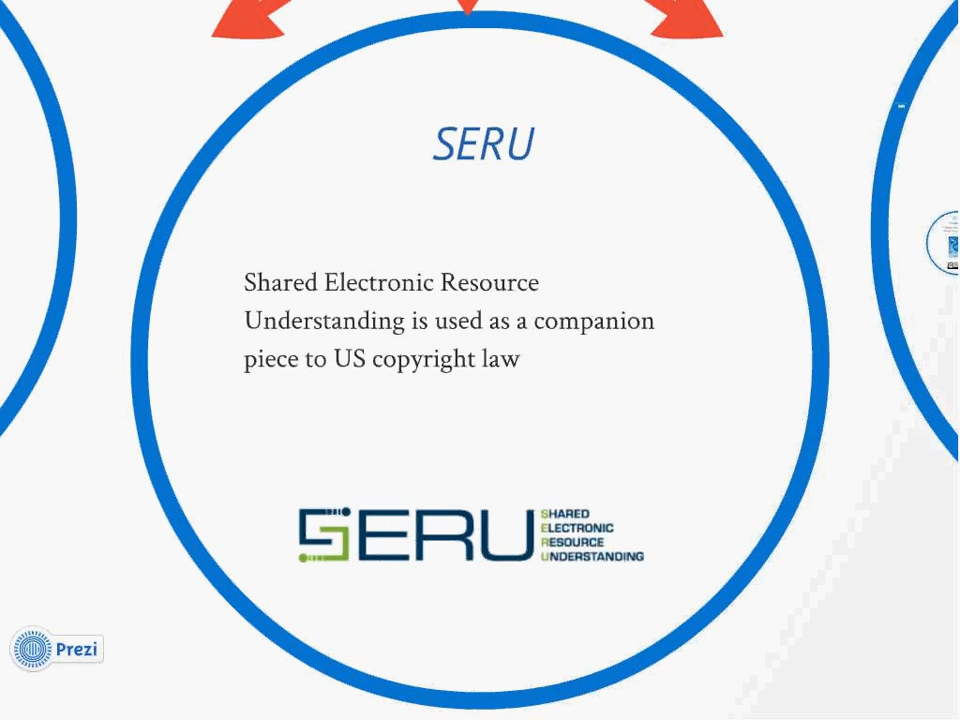 SERU
Shared Electronic Resource
Understanding is used as a companion
piece to US copyright law
SERU
SHARED
ELECTRONIC
RESOURCE
UNDERSTANDING
Prezi